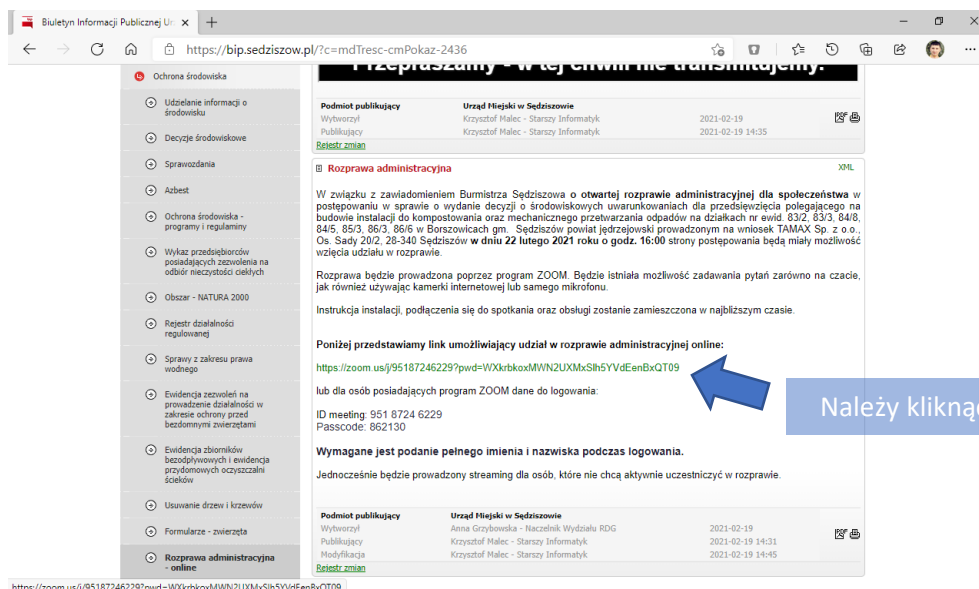 Biuletyn Informacji Publicznej Ur
https://bip.sedziszow.pl/?c=mdTresc-cmPokaz-2436
Ochrona środowiska
Udzielanie informacji o
środowisku
Decyzje środowiskowe
Sprawozdania
Azbest
Ochrona środowiska -
programy i regulaminy
Wykaz przedsiębiorców
posiadających zezwolenia na
odbiór nieczystości ciekłych
Obszar - NATURA 2000
Rejestr działalności
regulowanej
Sprawy z zakresu prawa
wodnego
Ewidencja zezwoleń na
prowadzenie działalności w
zakresie ochrony przed
bezdomnymi zwierzętami
Ewidencja zbiorników
bezodpływowych i ewidencja
przydomowych oczyszczalni
ścieków
Usuwanie drzew i krzewów
Formularze - zwierzęta
Rozprawa administracyjna
- online
Przepraszamy - w tej chwili nie transmitujemy.
Podmiot publikujący Urząd Miejski w Sędziszowie
Wytworzył Krzysztof Malec - Starszy Informatyk 2021-02-19
Publikujący Krzysztof Malec - Starszy Informatyk 2021-02-19 14:35
Rejestr zmian
Rozprawa administracyjna XML
W związku z zawiadomieniem Burmistrza Sędziszowa o otwartej rozprawie administracyjnej dla społeczeństwa w
postępowaniu w sprawie o wydanie decyzji o środowiskowych uwarunkowaniach dla przedsięwzięcia polegającego na
budowie instalacji do kompostowania oraz mechanicznego przetwarzania odpadów na działkach nr ewid. 83/2, 83/3, 84/8,
84/5, 85/3, 86/3, 86/6 w Borszowicach gm. Sędziszów powiat jędrzejowski prowadzonym na wniosek TAMAX Sp. z o.o.,
Os. Sady 20/2, 28-340 Sędziszów w dniu 22 lutego 2021 roku o godz. 16:00 strony postępowania będą miały możliwość
wzięcia udziału w rozprawie.
Rozprawa będzie prowadzona poprzez program ZOOM. Będzie istniała możliwość zadawania pytań zarówno na czacie,
jak również używając kamerki internetowej lub samego mikrofonu.
Instrukcja instalacji, podłączenia się do spotkania oraz obsługi zostanie zamieszczona w najbliższym czasie.
Poniżej przedstawiamy link umożliwiający udział w rozprawie administracyjnej online:
https://zoom.us/j/95187246229?pwd=WXkrbkoxMWN2UXMxSlh5YVdEenBxQT09
lub dla osób posiadających program ZOOM dane do logowania:
ID meeting: 951 8724 6229
Passcode: 862130
Wymagane jest podanie pełnego imienia i nazwiska podczas logowania.
Jednocześnie będzie prowadzony streaming dla osób, które nie chcą aktywnie uczestniczyć w rozprawie.
Podmiot publikujący Urząd Miejski w Sędziszowie
Wytworzył Anna Grzybowska - Naczelnik Wydziału RDG 2021-02-19
Publikujący Krzysztof Malec - Starszy Informatyk 2021-02-19 14:31
Modyfikacja Krzysztof Malec - Starszy Informatyk 2021-02-19 14:45
Rejestr zmian
Należy kliknąć
https://zoom.us/j/95187246229?pwd=WXkrbkoxMWN2UXMxSlh5YVdEenBxQT09